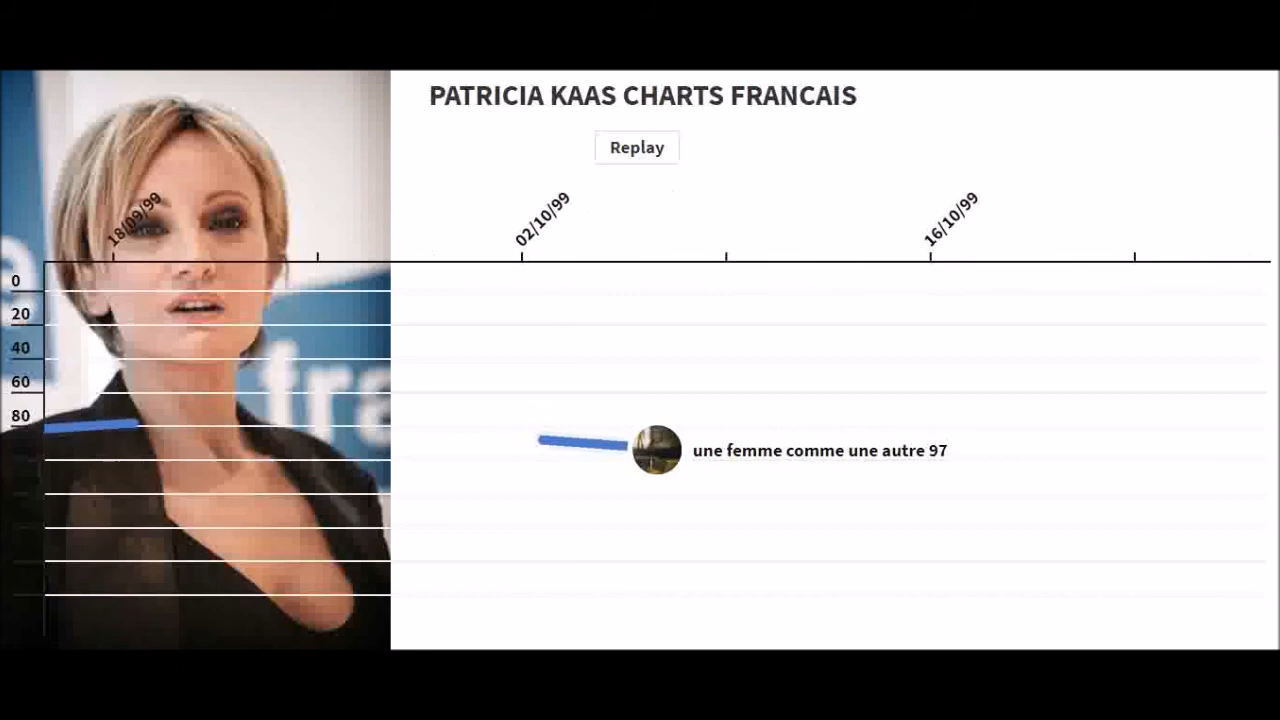 PATRICIA KAAS CHARTS FRANCAIS
Replay
18/09/99
02/10/99
16/10/99
0
20
40
60
80
une femme comme une autre 97
fra